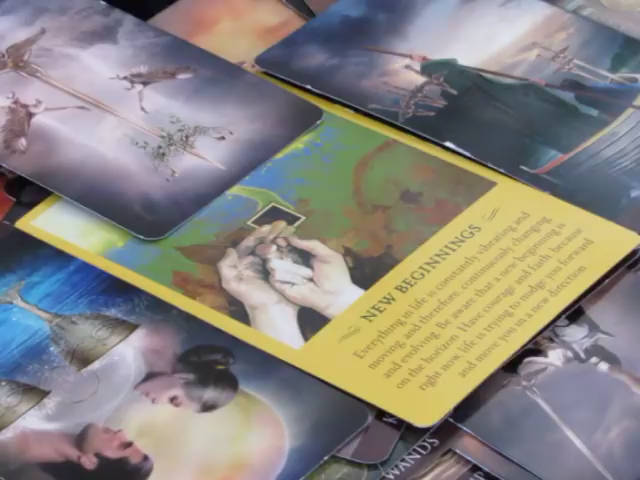 NEW BEGINNINGS
Everything in life is constantly vibrating and
moving, and therefore, continuously changing
and evolving. Be aware that a new beginning is
on the horizon. Have courage and faith, because
right now, life is trying to nudge you forward
and move you in a new direction
WANDS